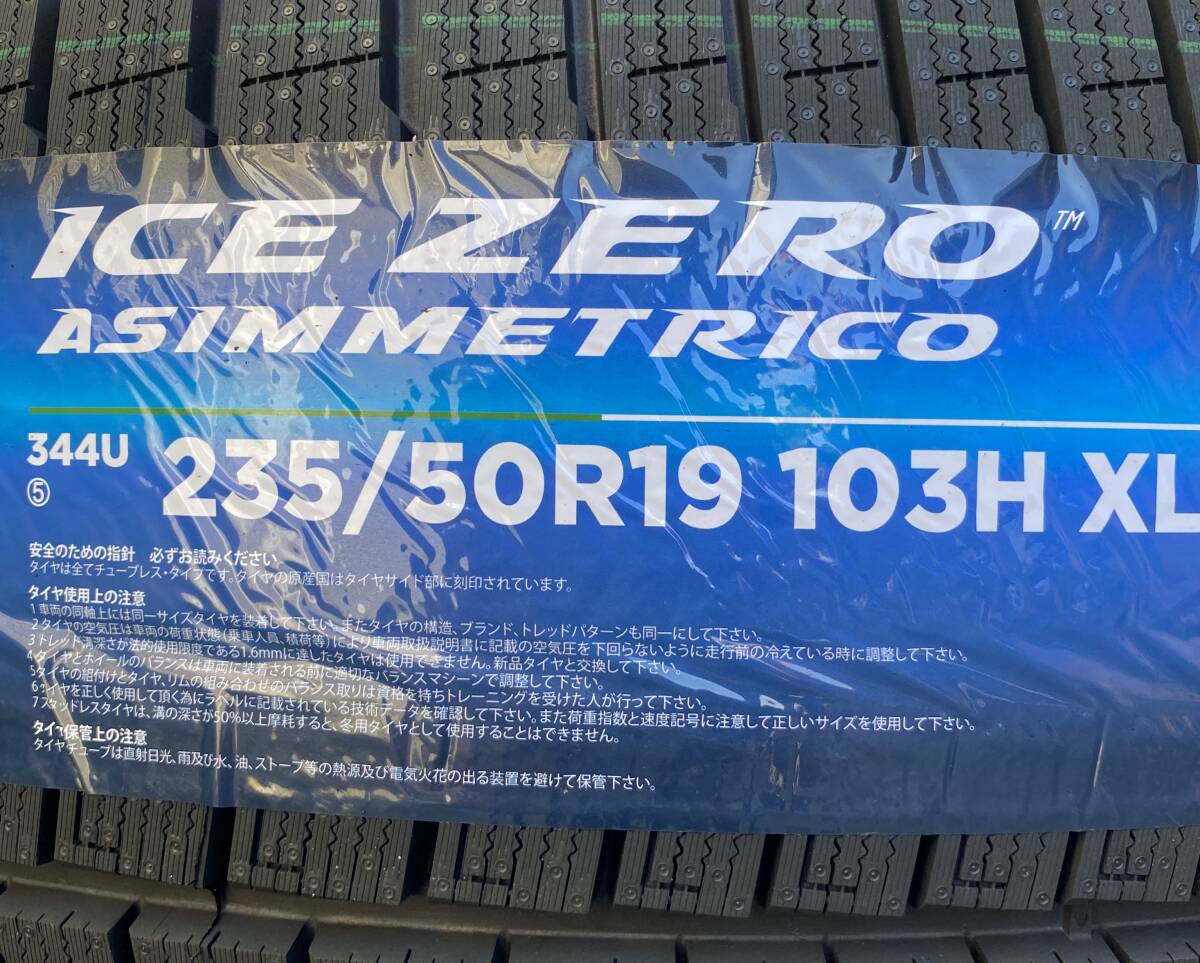 ICE ZERO™
ASIMMETRICO
344U
⑤
235/50R19 103H XL
安全のための指針　必ずお読みください
タイヤは全てチューブレス・タイプです。タイヤの原産国はタイヤサイド部に刻印されています。
タイヤ使用上の注意
1 車両の同軸上には同一サイズタイヤを装着して下さい。またタイヤの構造、ブランド、トレッドパターンも同一にして下さい。
2 タイヤの空気圧は車両の荷重状態(乗車人員、積荷等)により車両取扱説明書に記載の空気圧を下回らないように走行前の冷えている時に調整して下さい。
3 トレッド溝深さが法的使用限度である1.6mmに達したタイヤは使用できません。新品タイヤと交換して下さい。
4 タイヤとホイールのバランスは車両に装着される前に適切なバランスマシーンで調整して下さい。
5 タイヤの組付けとタイヤ、リムの組み合わせのバランス取りは資格を持ちトレーニングを受けた人が行って下さい。
6 タイヤを正しく使用して頂く為にラベルに記載されている技術データを確認して下さい。また荷重指数と速度記号に注意して正しいサイズを使用して下さい。
7 スタッドレスタイヤは、溝の深さが50%以上摩耗すると、冬用タイヤとして使用することはできません。
タイヤ保管上の注意
タイヤチューブは直射日光、雨及び水、油、ストーブ等の熱源及び電気火花の出る装置を避けて保管下さい。